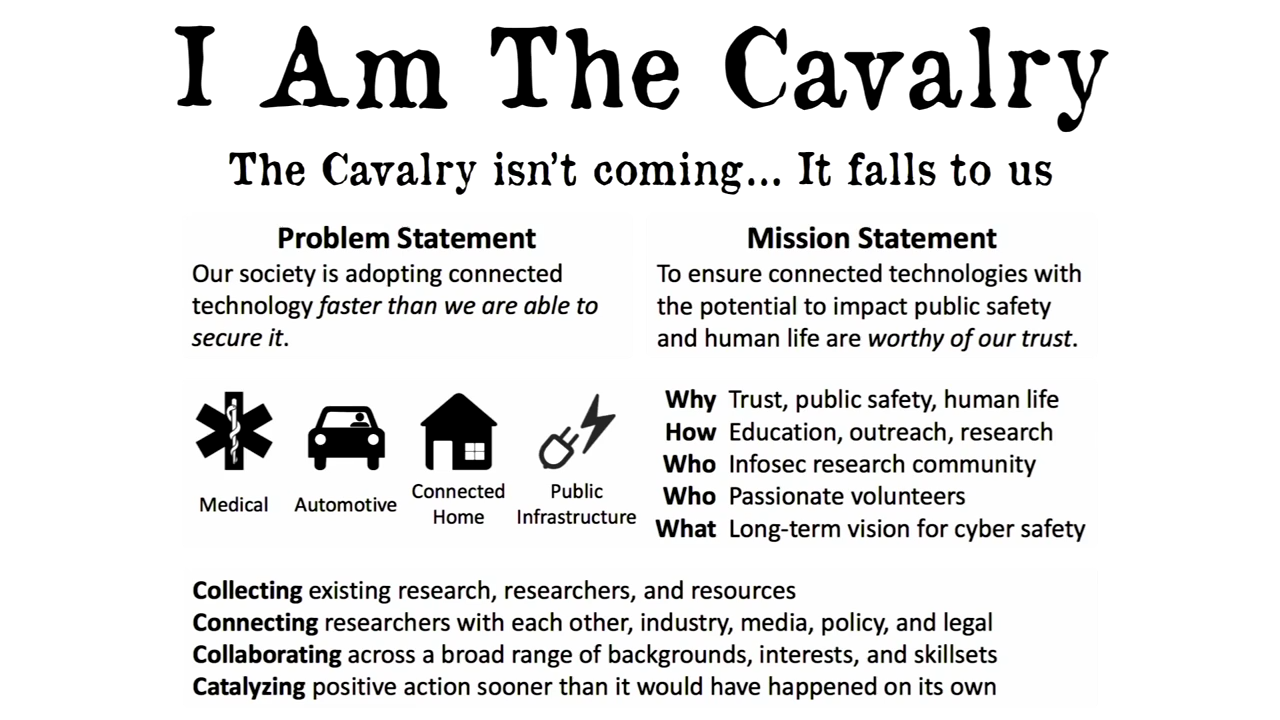 I Am The Cavalry
The Cavalry isn't coming... It falls to us
Problem Statement
Our society is adopting connected
technology faster than we are able to
secure it.
Mission Statement
To ensure connected technologies with
the potential to impact public safety
and human life are worthy of our trust.
Medical
Automotive
Connected
Home
Public
Infrastructure
Why Trust, public safety, human life
How Education, outreach, research
Who Infosec research community
Who Passionate volunteers
What Long-term vision for cyber safety
Collecting existing research, researchers, and resources
Connecting researchers with each other, industry, media, policy, and legal
Collaborating across a broad range of backgrounds, interests, and skillsets
Catalyzing positive action sooner than it would have happened on its own